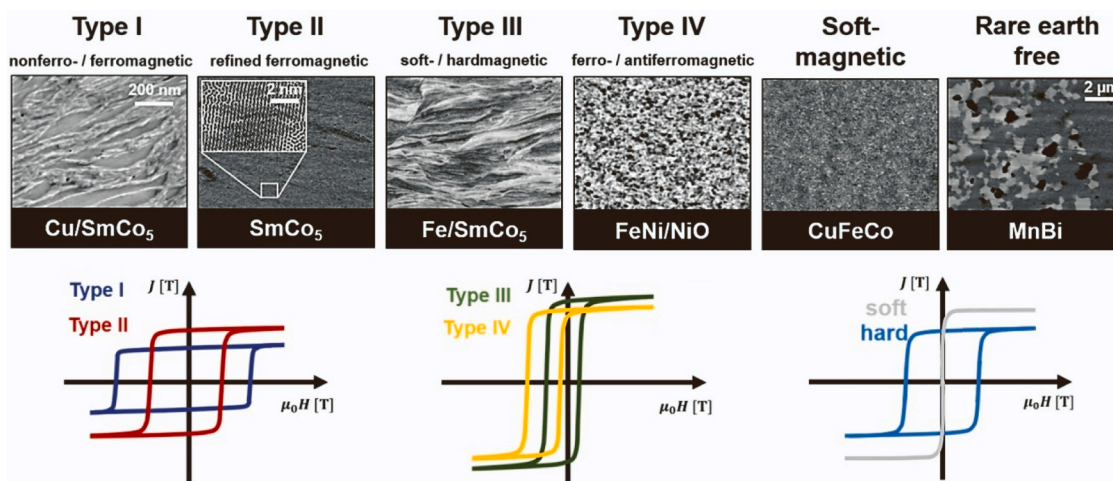 Type I
nonferro- / ferromagnetic
200 nm
Cu/SmCo₅
Type II
refined ferromagnetic
2 nm
SmCo₅
Type III
soft- / hardmagnetic
Fe/SmCo₅
Type IV
ferro- / antiferromagnetic
FeNi/NiO
Soft-
magnetic
CuFeCo
Rare earth
free
2 µm
MnBi
Type I
Type II
J [T]
μ₀H [T]
Type III
Type IV
J [T]
μ₀H [T]
soft
hard
J [T]
μ₀H [T]